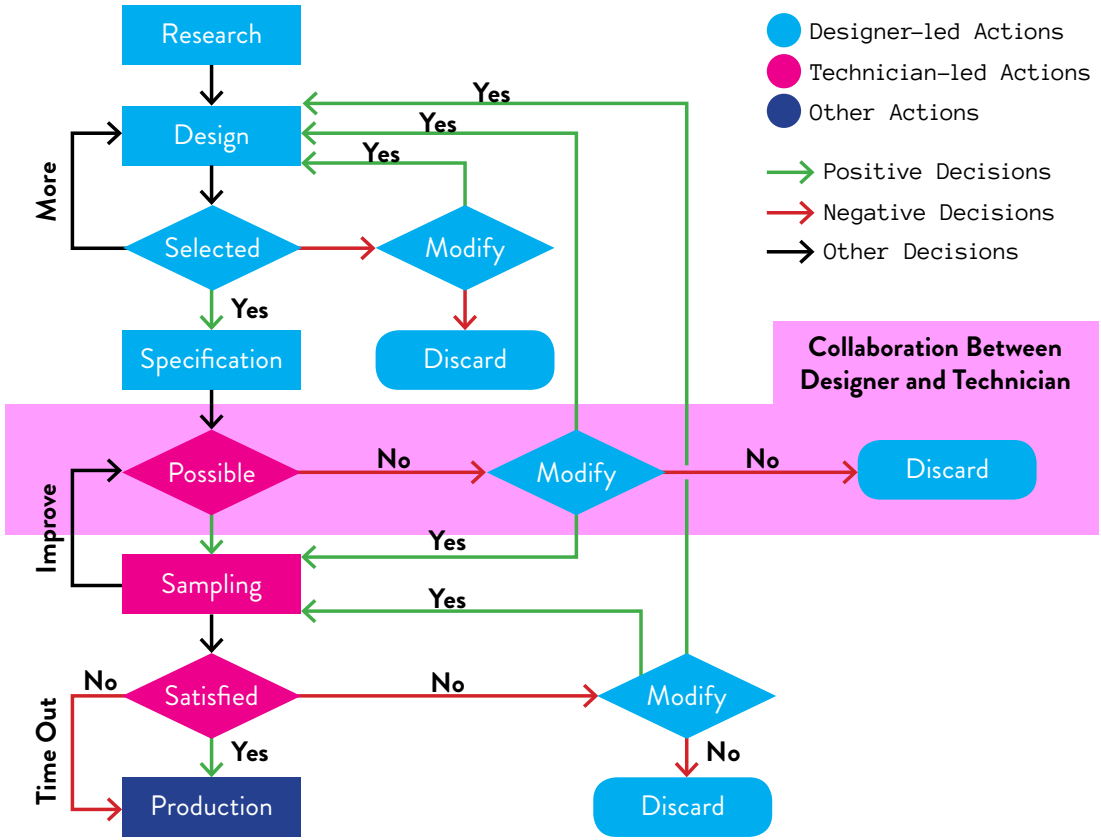 Research
Designer-led Actions
Technician-led Actions
Other Actions
Yes
Design
Yes
Yes
More
Positive Decisions
Negative Decisions
Other Decisions
Selected
Modify
Yes
Specification
Discard
Collaboration Between
Designer and Technician
Possible
No
Modify
No
Discard
Improve
Yes
Sampling
Yes
No
Satisfied
No
Modify
Time Out
Yes
No
Production
Discard